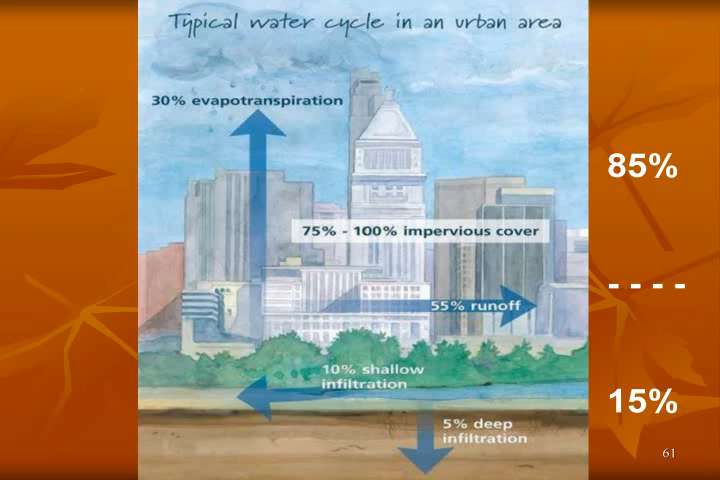 Typical water cycle in an urban area
30% evapotranspiration
85%
75% - 100% impervious cover
- - - -
55% runoff
10% shallow
infiltration
15%
5% deep
infiltration
61